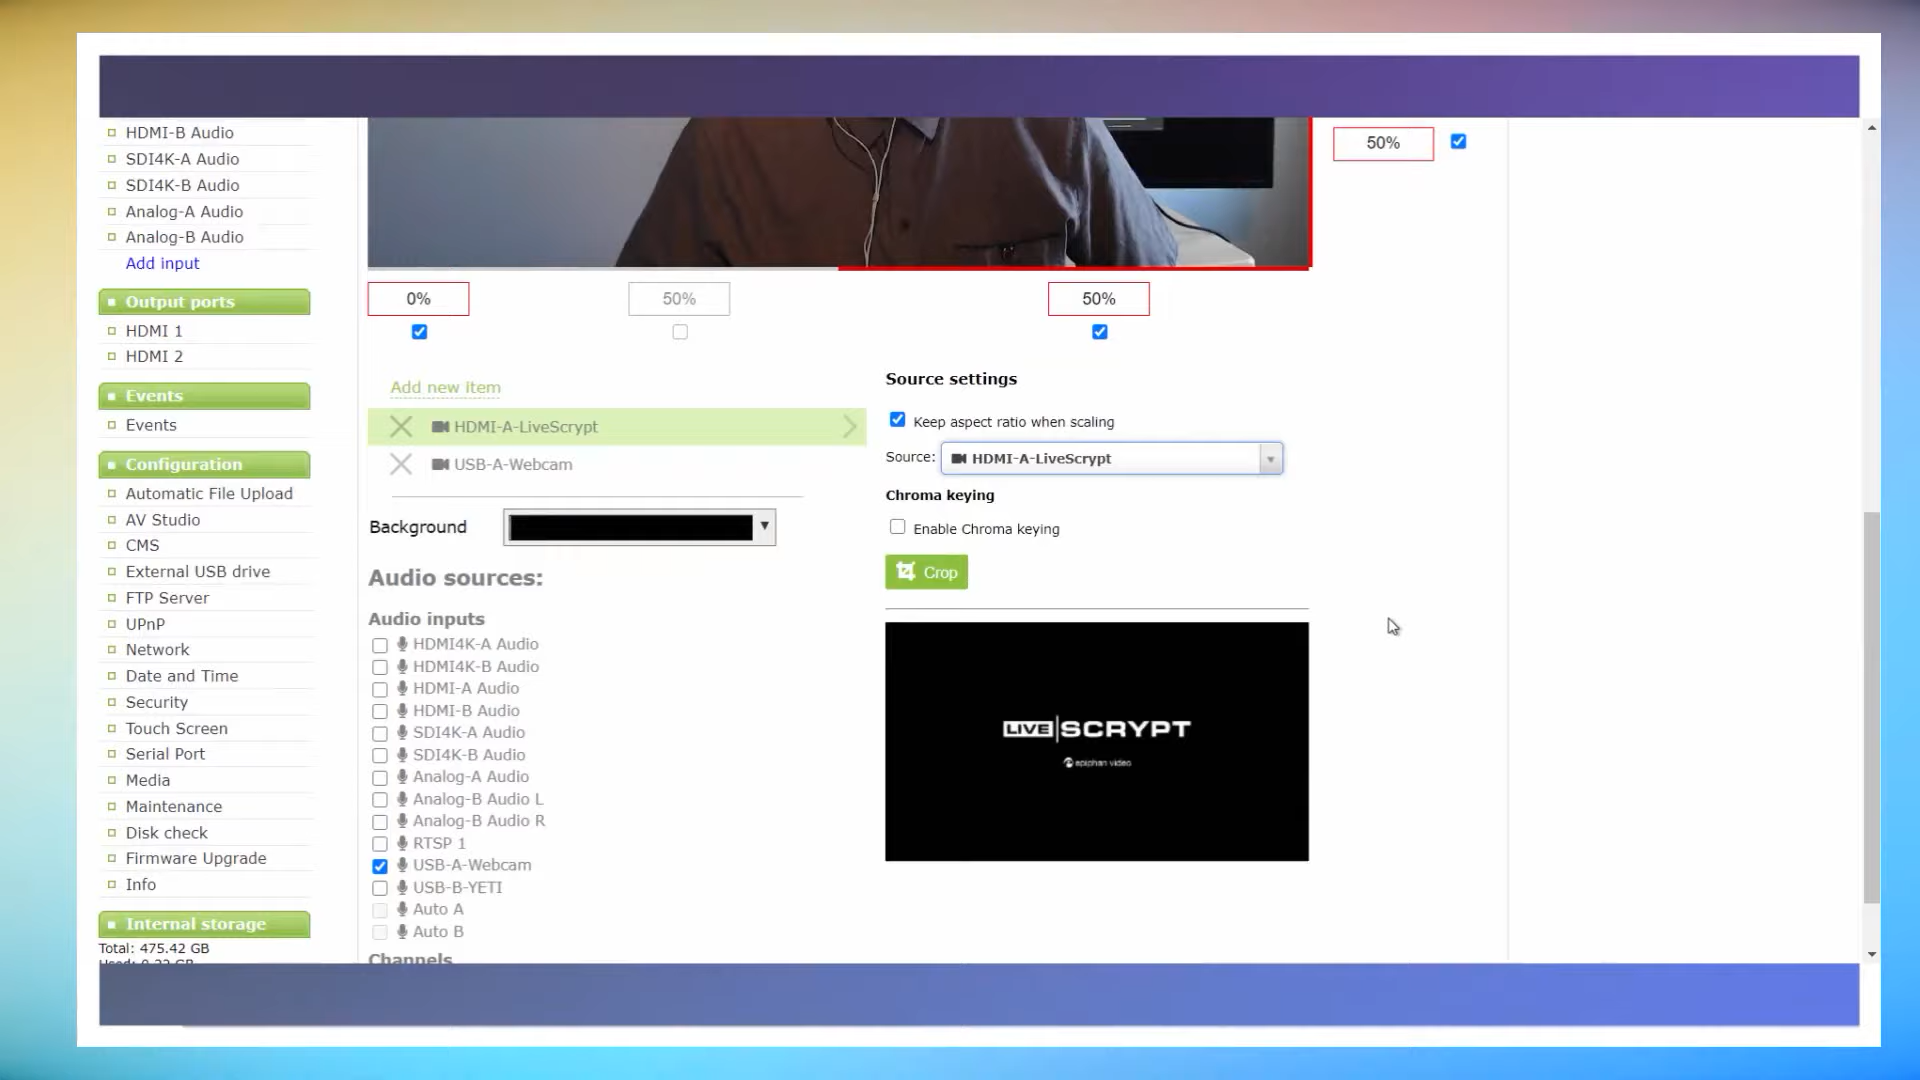 HDMI-B Audio
SDI4K-A Audio
SDI4K-B Audio
Analog-A Audio
Analog-B Audio
Add input
Output ports
HDMI 1
HDMI 2
Events
Events
Configuration
Automatic File Upload
AV Studio
CMS
External USB drive
FTP Server
UPnP
Network
Date and Time
Security
Touch Screen
Serial Port
Media
Maintenance
Disk check
Firmware Upgrade
Info
Internal storage
Total: 475.42 GB
50%
0%
50%
50%
Add new item
HDMI-A-LiveScrypt
USB-A-Webcam
Background
Audio sources:
Audio inputs
HDMI4K-A Audio
HDMI4K-B Audio
HDMI-A Audio
HDMI-B Audio
SDI4K-A Audio
SDI4K-B Audio
Analog-A Audio
Analog-B Audio L
Analog-B Audio R
RTSP 1
USB-A-Webcam
USB-B-YETI
Auto A
Auto B
Channels
Source settings
Keep aspect ratio when scaling
Source: HDMI-A-LiveScrypt
Chroma keying
Enable Chroma keying
Crop
LIVE SCRYPT
epiphan video